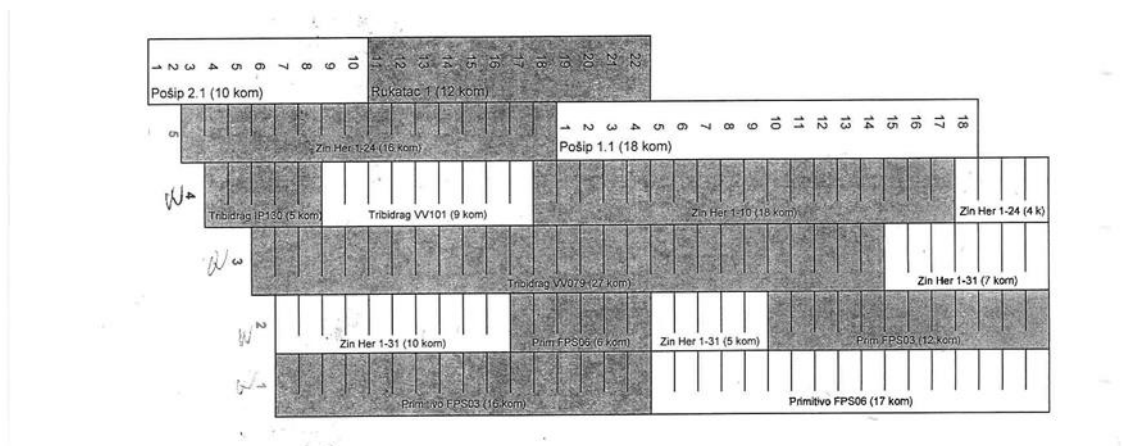 1 2 3 4 5 6 7 8 9 10 11 12 13 14 15 16 17 18 19 20 21 22
Pošip 2.1 (10 kom) Rukatac 1 (12 kom)
5 1 2 3 4 5 6 7 8 9 10 11 12 13 14 15 16 17 18
Zin Her 1-24 (16 kom) Pošip 1.1 (18 kom)
4
Tribidrag IP130 (5 kom) Tribidrag VV101 (9 kom) Zin Her 1-10 (18 kom) Zin Her 1-24 (4 k)
3
Tribidrag VV079 (27 kom) Zin Her 1-31 (7 kom)
2
Zin Her 1-31 (10 kom) Prim FPS06 (6 kom) Zin Her 1-31 (5 kom) Prim FPS03 (12 kom)
1
Primitivo FPS03 (16 kom) Primitivo FPS06 (17 kom)